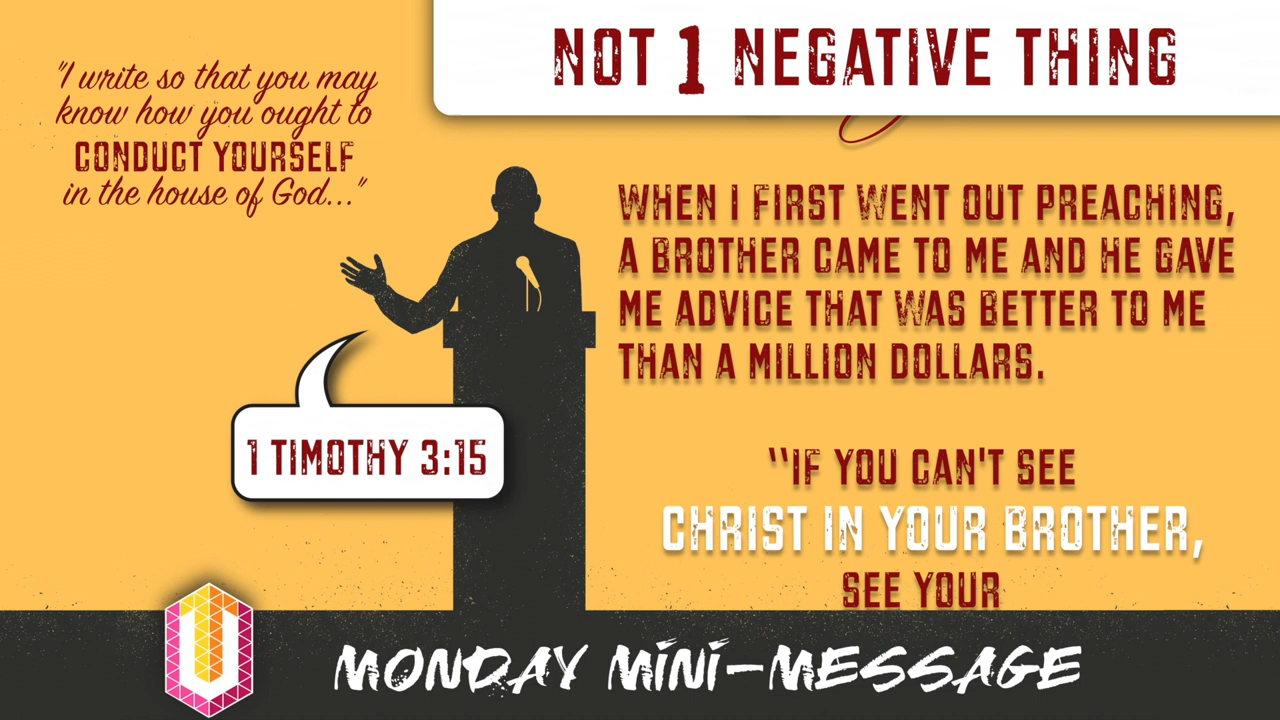 NOT 1 NEGATIVE THING
"I write so that you may
know how you ought to
CONDUCT YOURSELF
in the house of God..."
1 TIMOTHY 3:15
WHEN I FIRST WENT OUT PREACHING,
A BROTHER CAME TO ME AND HE GAVE
ME ADVICE THAT WAS BETTER TO ME
THAN A MILLION DOLLARS.
"IF YOU CAN'T SEE
CHRIST IN YOUR BROTHER,
SEE YOUR
U
MONDAY MINI-MESSAGE